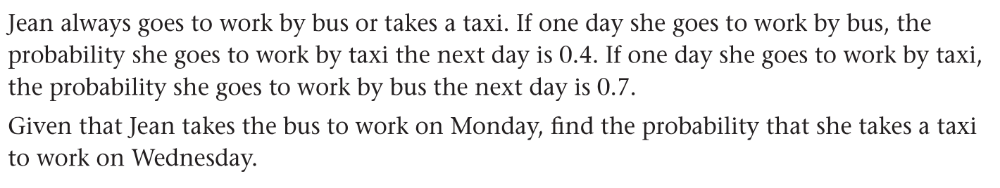 Jean always goes to work by bus or takes a taxi. If one day she goes to work by bus, the
probability she goes to work by taxi the next day is 0.4. If one day she goes to work by taxi,
the probability she goes to work by bus the next day is 0.7.
Given that Jean takes the bus to work on Monday, find the probability that she takes a taxi
to work on Wednesday.